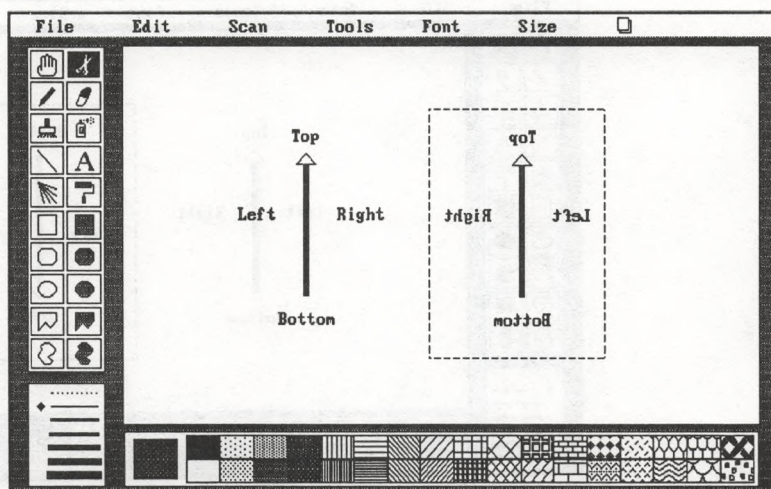 File Edit Scan Tools Font Size
A
Top
Left Right
Bottom
Top
Right Left
Bottom